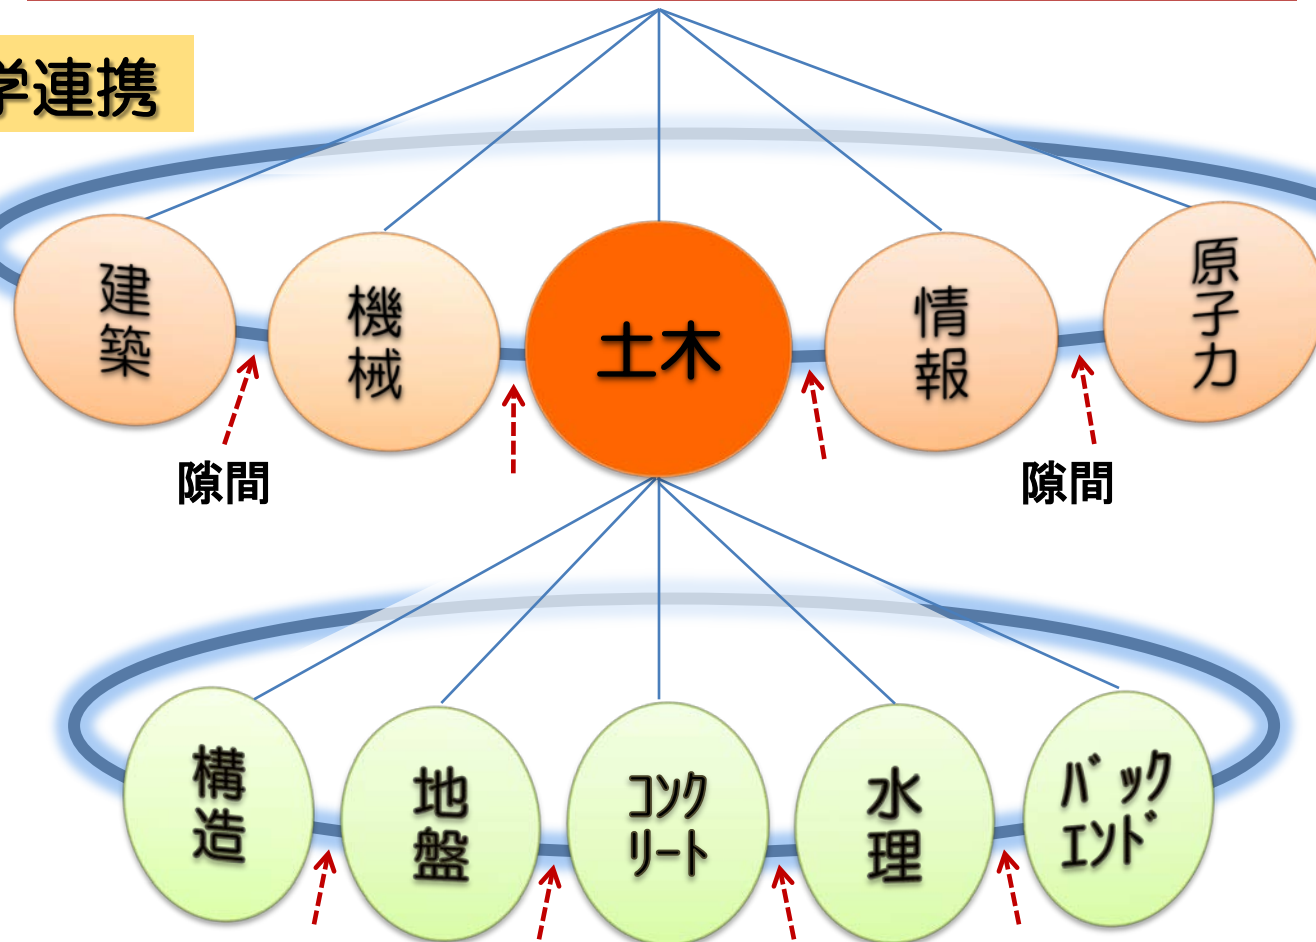 学連携
建築
機械
土木
情報
原子力
隙間
隙間
構造
地盤
コンク
リート
水理
バック
エンド